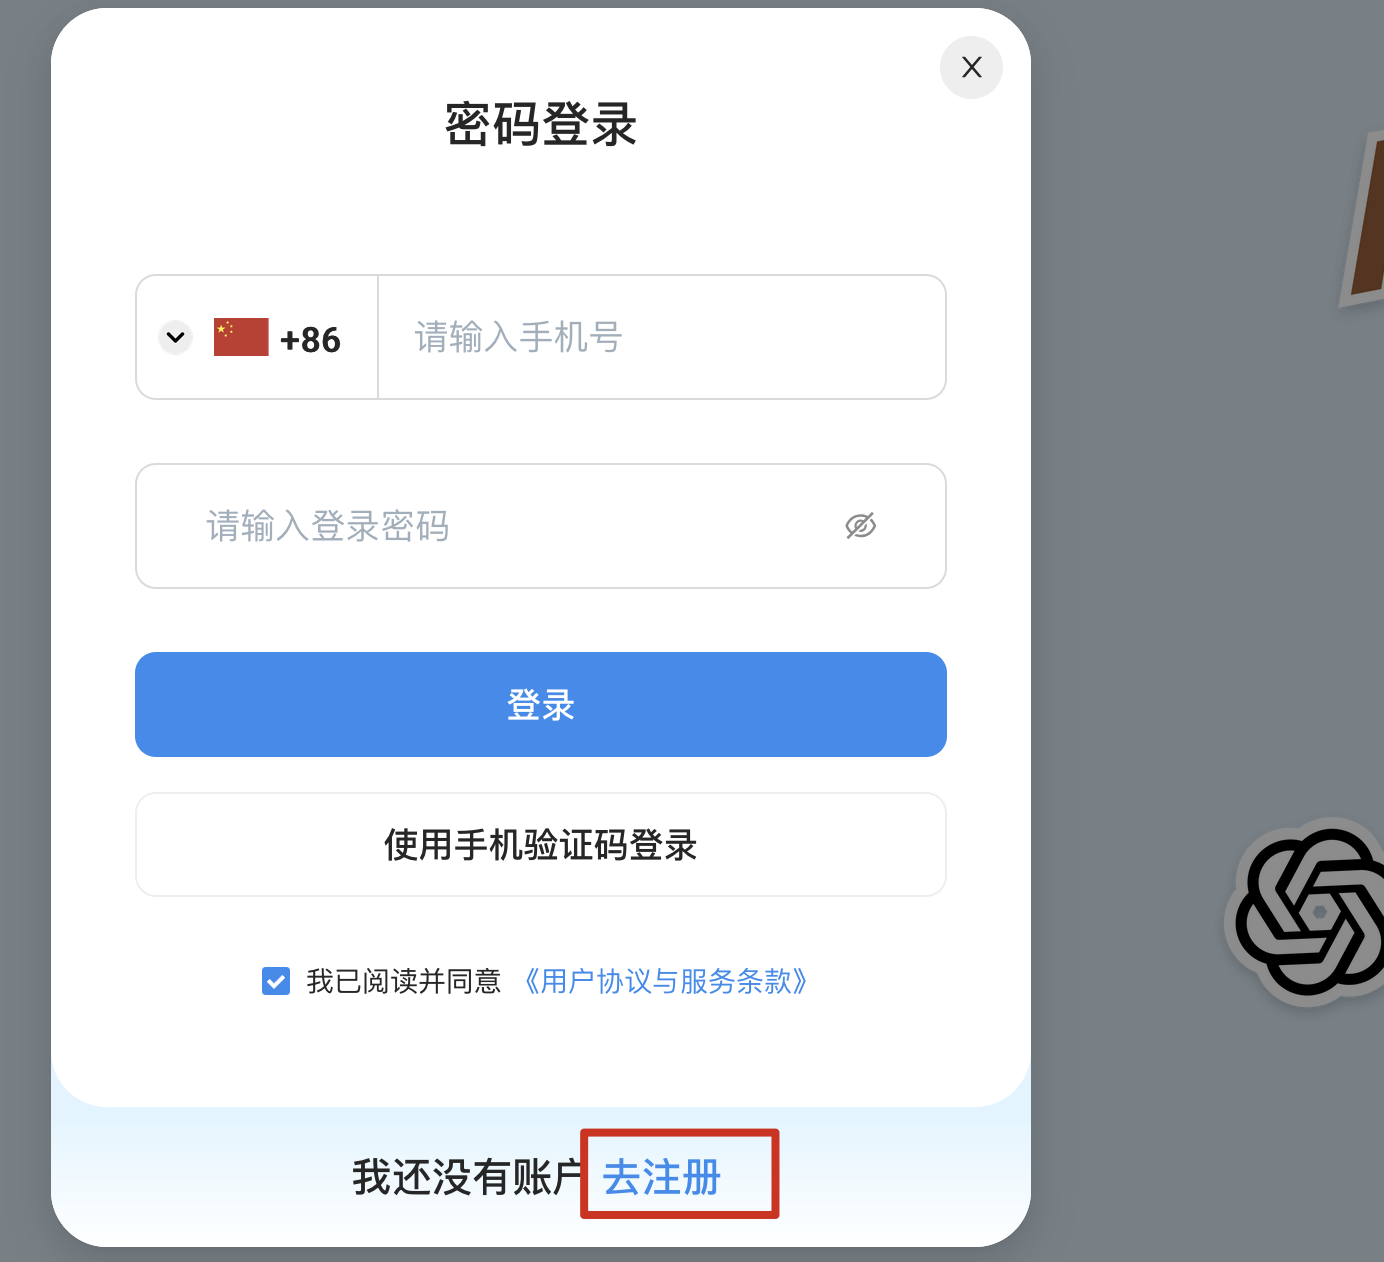 X
密码登录
+86 请输入手机号
请输入登录密码
登录
使用手机验证码登录
我已阅读并同意 《用户协议与服务条款》
我还没有账户 去注册